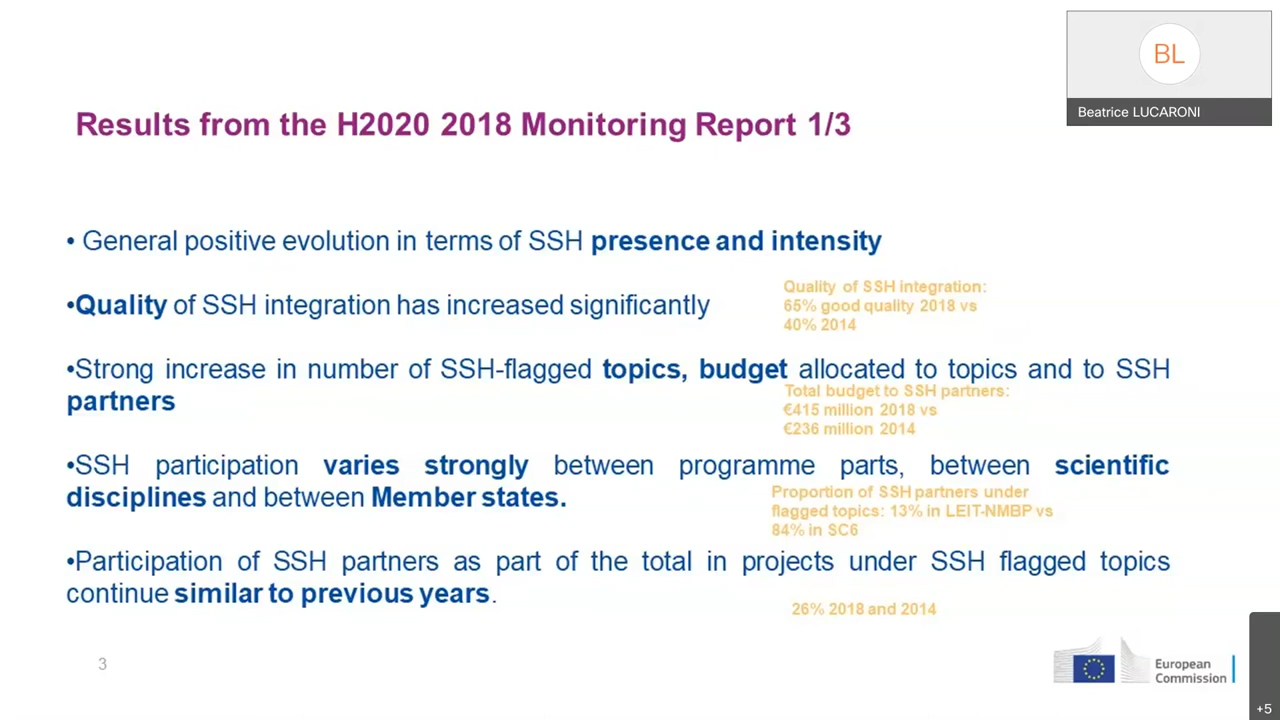 BL
Beatrice LUCARONI
Results from the H2020 2018 Monitoring Report 1/3
• General positive evolution in terms of SSH presence and intensity
•Quality of SSH integration has increased significantly
Quality of SSH integration:
65% good quality 2018 vs
40% 2014
•Strong increase in number of SSH-flagged topics, budget allocated to topics and to SSH
partners
Total budget to SSH partners:
€415 million 2018 vs
€236 million 2014
•SSH participation varies strongly between programme parts, between scientific
disciplines and between Member states.
Proportion of SSH partners under
flagged topics: 13% in LEIT-NMBP vs
84% in SC6
•Participation of SSH partners as part of the total in projects under SSH flagged topics
continue similar to previous years.
26% 2018 and 2014
3
European
Commission
+5